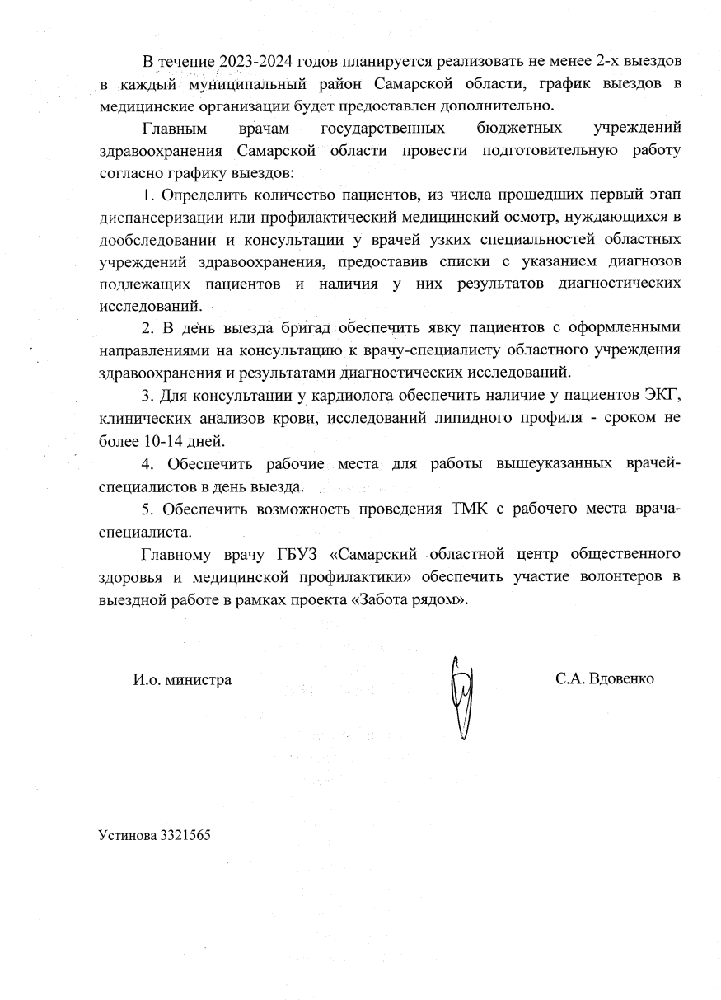 В течение 2023-2024 годов планируется реализовать не менее 2-х выездов
в каждый муниципальный район Самарской области, график выездов в
медицинские организации будет предоставлен дополнительно.
Главным врачам государственных бюджетных учреждений
здравоохранения Самарской области провести подготовительную работу
согласно графику выездов:
1. Определить количество пациентов, из числа прошедших первый этап
диспансеризации или профилактический медицинский осмотр, нуждающихся в
дообследовании и консультации у врачей узких специальностей областных
учреждений здравоохранения, предоставив списки с указанием диагнозов
подлежащих пациентов и наличия у них результатов диагностических
исследований.
2. В день выезда бригад обеспечить явку пациентов с оформленными
направлениями на консультацию к врачу-специалисту областного учреждения
здравоохранения и результатами диагностических исследований.
3. Для консультации у кардиолога обеспечить наличие у пациентов ЭКГ,
клинических анализов крови, исследований липидного профиля - сроком не
более 10-14 дней.
4. Обеспечить рабочие места для работы вышеуказанных врачей-
специалистов в день выезда.
5. Обеспечить возможность проведения ТМК с рабочего места врача-
специалиста.
Главному врачу ГБУЗ «Самарский областной центр общественного
здоровья и медицинской профилактики» обеспечить участие волонтеров в
выездной работе в рамках проекта «Забота рядом».
И.о. министра С.А. Вдовенко
Устинова 3321565